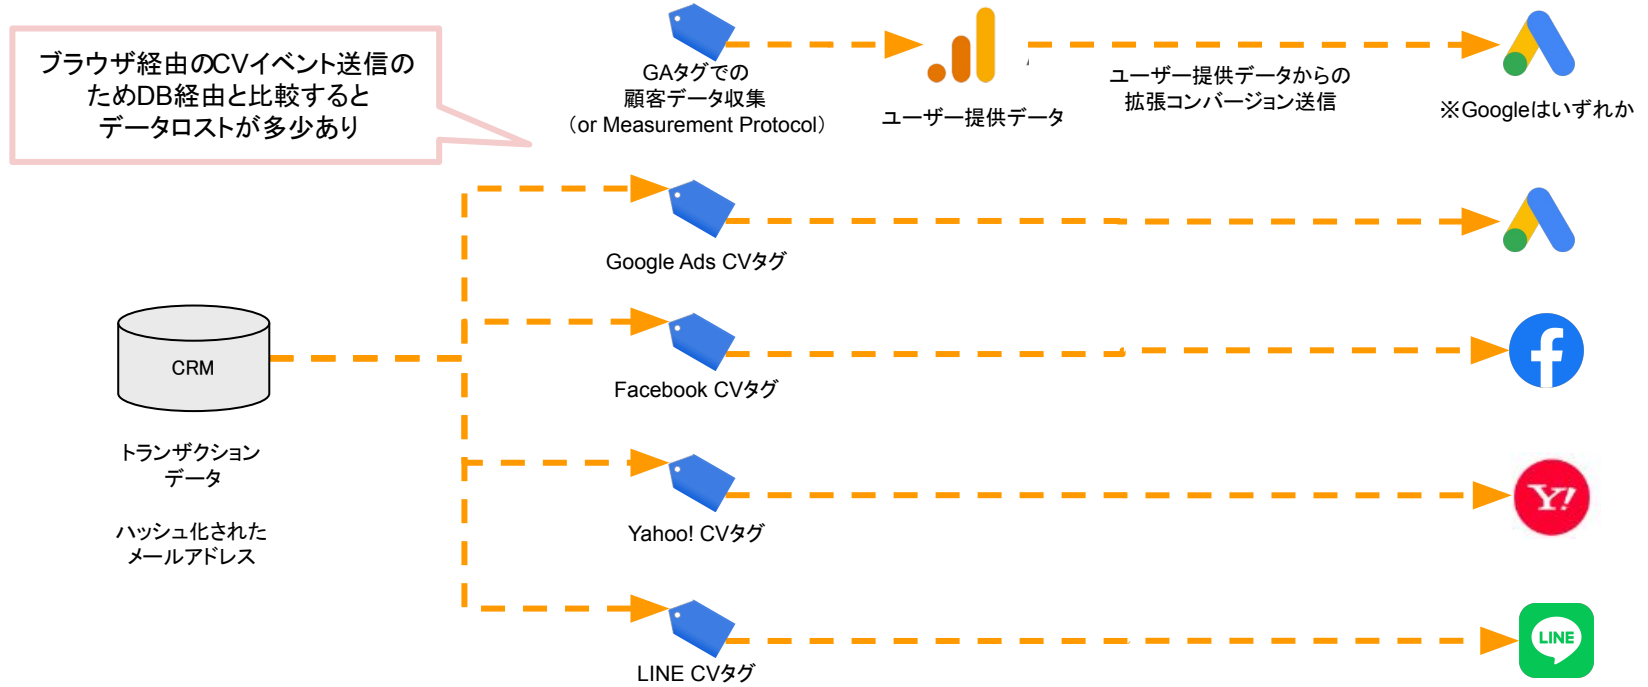 ブラウザ経由のCVイベント送信の
ためDB経由と比較すると
データロストが多少あり
GAタグでの
顧客データ収集
（or Measurement Protocol）
ユーザー提供データ
ユーザー提供データからの
拡張コンバージョン送信
※Googleはいずれか
Google Ads CVタグ
CRM
Facebook CVタグ
トランザクション
データ
ハッシュ化された
メールアドレス
Yahoo! CVタグ
Y!
LINE CVタグ
LINE